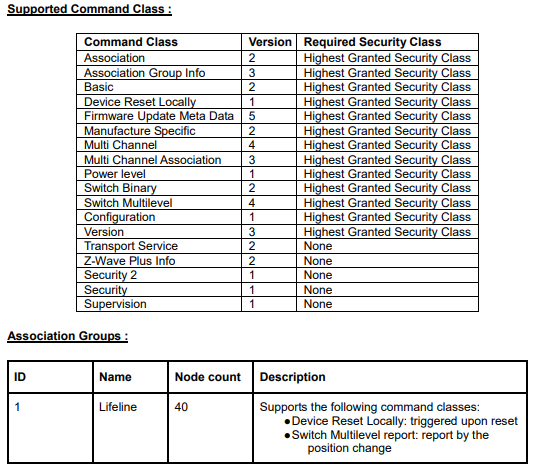 Supported Command Class :
Command Class Version Required Security Class
Association 2 Highest Granted Security Class
Association Group Info 3 Highest Granted Security Class
Basic 2 Highest Granted Security Class
Device Reset Locally 1 Highest Granted Security Class
Firmware Update Meta Data 5 Highest Granted Security Class
Manufacture Specific 2 Highest Granted Security Class
Multi Channel 4 Highest Granted Security Class
Multi Channel Association 3 Highest Granted Security Class
Power level 1 Highest Granted Security Class
Switch Binary 2 Highest Granted Security Class
Switch Multilevel 4 Highest Granted Security Class
Configuration 1 Highest Granted Security Class
Version 3 Highest Granted Security Class
Transport Service 2 None
Z-Wave Plus Info 2 None
Security 2 1 None
Security 1 None
Supervision 1 None
Association Groups :
ID Name Node count Description
1 Lifeline 40 Supports the following command classes:
●Device Reset Locally: triggered upon reset
●Switch Multilevel report: report by the
position change